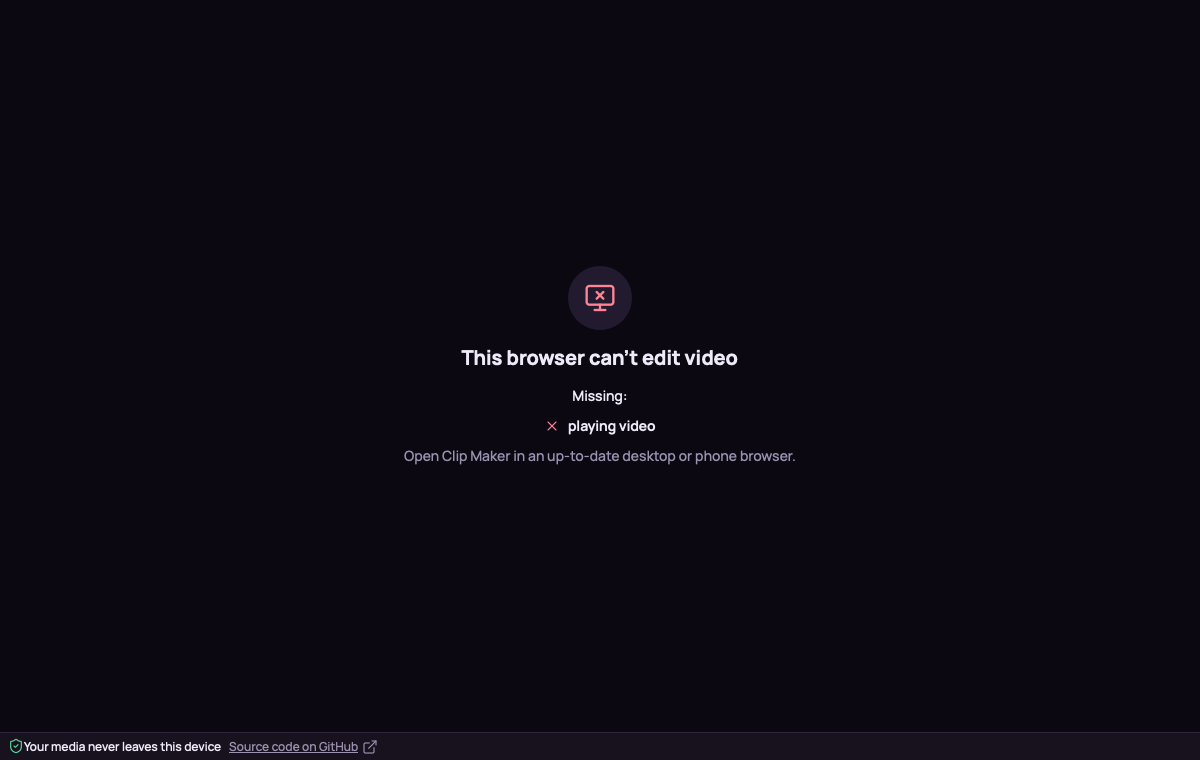 This browser can’t edit video
Missing:
playing video
Open Clip Maker in an up-to-date desktop or phone browser.
Your media never leaves this device Source code on GitHub